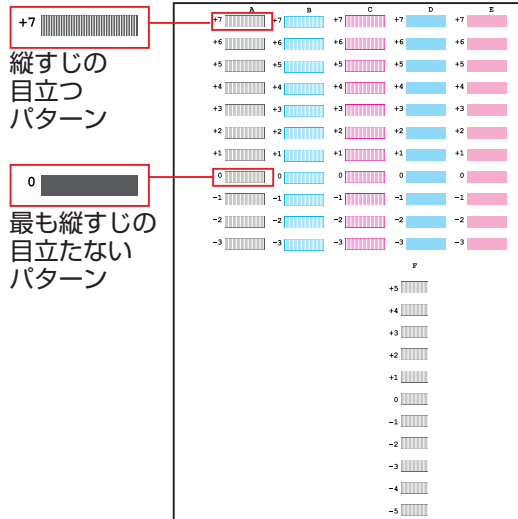 +7
縦すじの
目立つ
パターン
0
最も縦すじの
目立たない
パターン
A B C D E
+7 +7 +7 +7 +7
+6 +6 +6 +6 +6
+5 +5 +5 +5 +5
+4 +4 +4 +4 +4
+3 +3 +3 +3 +3
+2 +2 +2 +2 +2
+1 +1 +1 +1 +1
0 0 0 0 0
-1 -1 -1 -1 -1
-2 -2 -2 -2 -2
-3 -3 -3 -3 -3
F
+5
+4
+3
+2
+1
0
-1
-2
-3
-4
-5